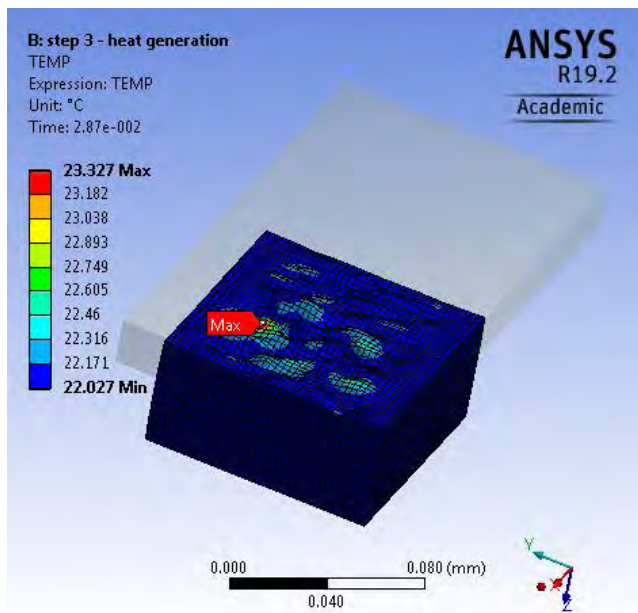 B: step 3 - heat generation
TEMP
Expression: TEMP
Unit: °C
Time: 2.87e-002
23.327 Max
23.182
23.038
22.893
22.749
22.605
22.46
22.316
22.171
22.027 Min
ANSYS
R19.2
Academic
Max
0.000
0.080 (mm)
0.040
Y
X
Z